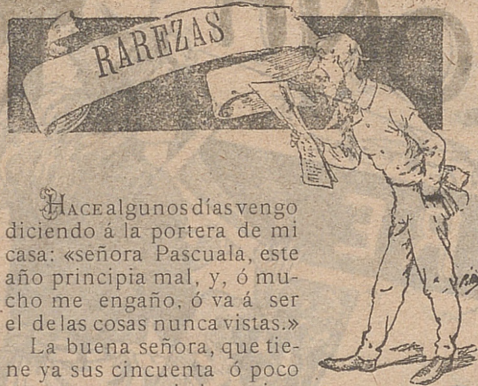 RAREZAS
HACE algunos días vengo
diciendo á la portera de mi
casa: «señora Pascuala, este
año principia mal, y, ó mu-
cho me engaño, ó va á ser
el de las cosas nunca vistas.»
La buena señora, que tie-
ne ya sus cincuenta ó poco